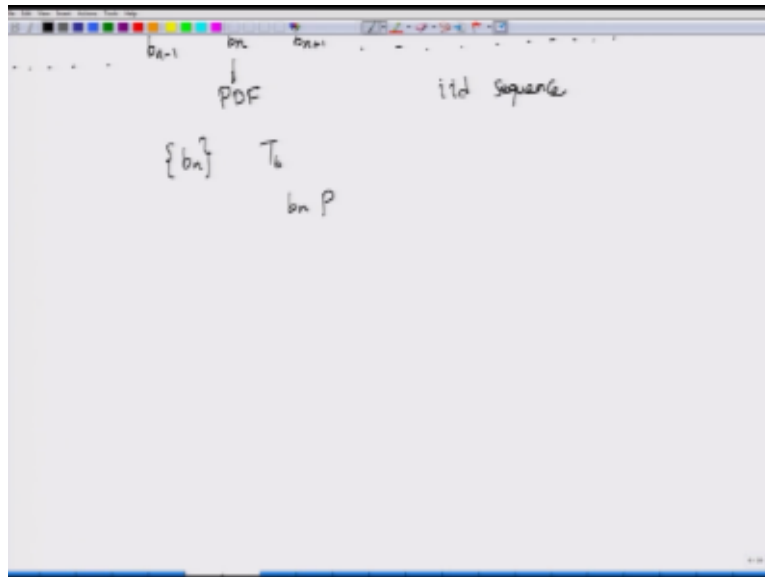 bn-1 bn bn+1 . - . . . . - . . .
. . . . .
PDF iid sequence
{bn} Tb
bn P